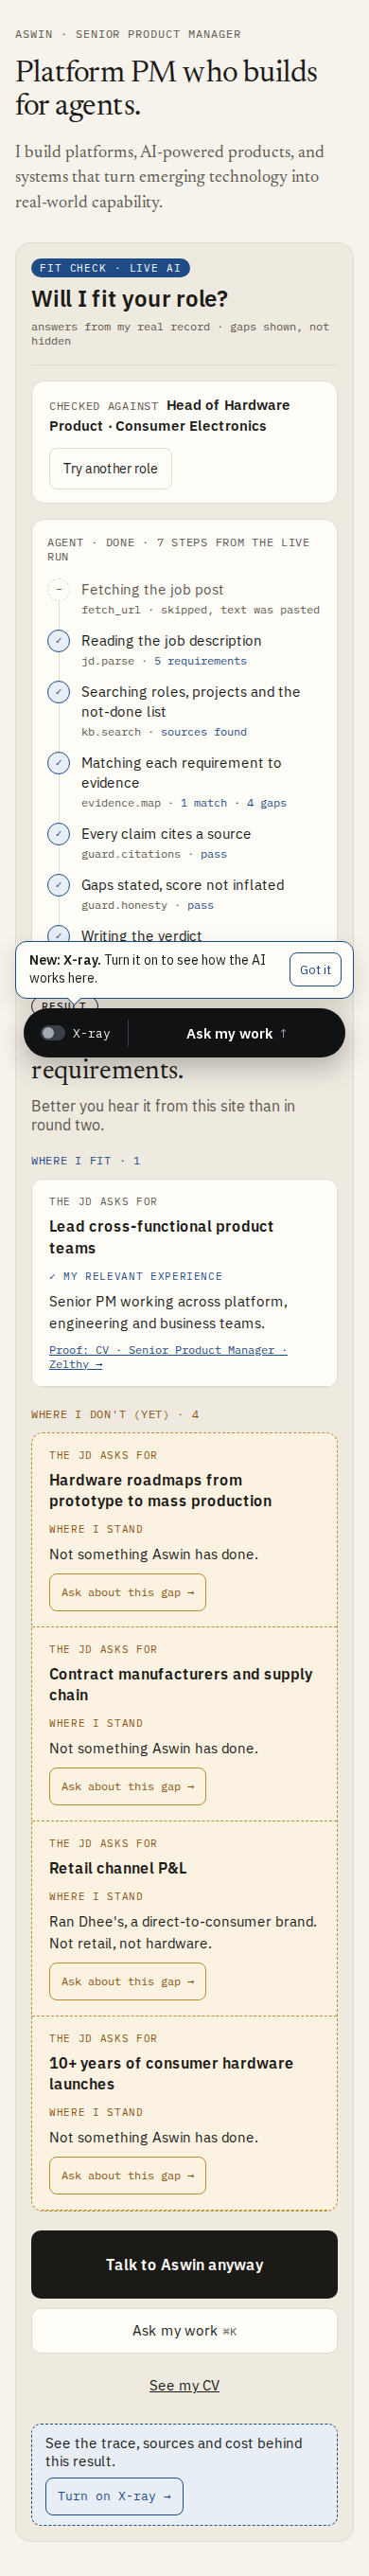 ASWIN · SENIOR PRODUCT MANAGER
Platform PM who builds
for agents.
I build platforms, AI-powered products, and
systems that turn emerging technology into
real-world capability.
FIT CHECK · LIVE AI
Will I fit your role?
answers from my real record · gaps shown, not
hidden
CHECKED AGAINST Head of Hardware
Product · Consumer Electronics
Try another role
AGENT · DONE · 7 STEPS FROM THE LIVE
RUN
Fetching the job post
fetch_url · skipped, text was pasted
✓ Reading the job description
jd.parse · 5 requirements
✓ Searching roles, projects and the
not-done list
kb.search · sources found
✓ Matching each requirement to
evidence
evidence.map · 1 match · 4 gaps
✓ Every claim cites a source
guard.citations · pass
✓ Gaps stated, score not inflated
guard.honesty · pass
✓ Writing the verdict
New: X-ray. Turn it on to see how the AI
works here.
Got it
RESULT
X-ray
Ask my work ↑
requirements.
Better you hear it from this site than in
round two.
WHERE I FIT · 1
THE JD ASKS FOR
Lead cross-functional product
teams
✓ MY RELEVANT EXPERIENCE
Senior PM working across platform,
engineering and business teams.
Proof: CV · Senior Product Manager ·
Zelthy →
WHERE I DON'T (YET) · 4
THE JD ASKS FOR
Hardware roadmaps from
prototype to mass production
WHERE I STAND
Not something Aswin has done.
Ask about this gap →
THE JD ASKS FOR
Contract manufacturers and supply
chain
WHERE I STAND
Not something Aswin has done.
Ask about this gap →
THE JD ASKS FOR
Retail channel P&L
WHERE I STAND
Ran Dhee's, a direct-to-consumer brand.
Not retail, not hardware.
Ask about this gap →
THE JD ASKS FOR
10+ years of consumer hardware
launches
WHERE I STAND
Not something Aswin has done.
Ask about this gap →
Talk to Aswin anyway
Ask my work ⌘K
See my CV
See the trace, sources and cost behind
this result.
Turn on X-ray →